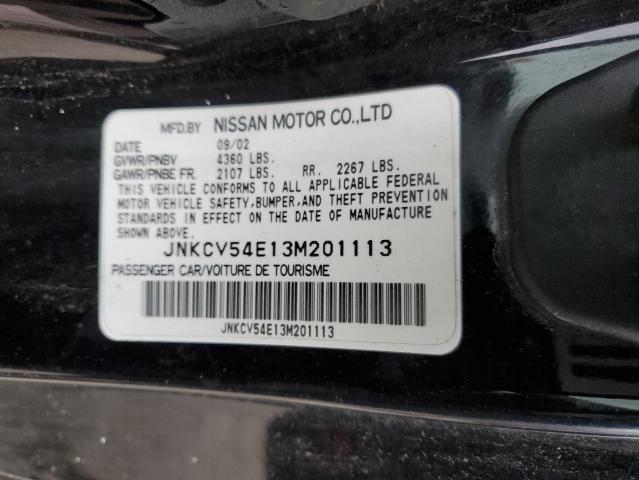 MFD.BY NISSAN MOTOR CO.,LTD
DATE 09/02
GVWR/PNBV 4360 LBS.
GAWR/PNBE FR. 2107 LBS. RR. 2267 LBS.
THIS VEHICLE CONFORMS TO ALL APPLICABLE FEDERAL
MOTOR VEHICLE SAFETY,BUMPER,AND THEFT PREVENTION
STANDARDS IN EFFECT ON THE DATE OF MANUFACTURE
SHOWN ABOVE. JNKCV54E13M201113
PASSENGER CAR/VOITURE DE TOURISME
JNKCV54E13M201113